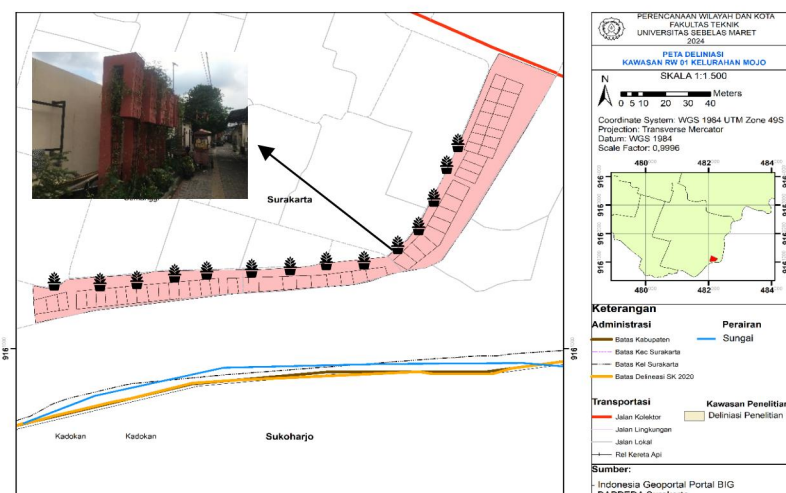 PERENCANAAN WILAYAH DAN KOTA
FAKULTAS TEKNIK
UNIVERSITAS SEBELAS MARET
2024
PETA DELINIASI
KAWASAN RW 01 KELURAHAN MOJO
SKALA 1:1.500
N
Meters
0 5 10 20 30 40
Coordinate System: WGS 1984 UTM Zone 49S
Projection: Transverse Mercator
Datum: WGS 1984
Scale Factor: 0,9996
480 482 484
916
916
916
916
480 482 484
Surakarta
916
916
Kadokan
Kadokan
Sukoharjo
Keterangan
Administrasi
Batas Kabupaten
Batas Kec Surakarta
Batas Kel Surakarta
Batas Delineasi SK 2020
Perairan
Sungai
Transportasi
Jalan Kolektor
Jalan Lingkungan
Jalan Lokal
Rel Kereta Api
Kawasan Penelitian
Deliniasi Penelitian
Sumber:
- Indonesia Geoportal Portal BIG